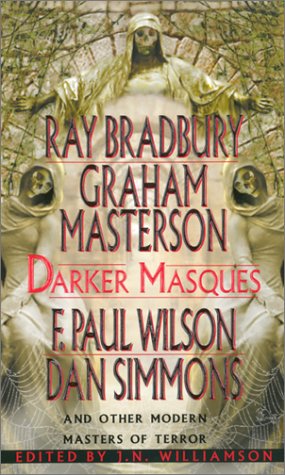 RAY BRADBURY
GRAHAM
MASTERSON
DARKER MASQUES
F. PAUL WILSON
DAN SIMMONS
AND OTHER MODERN
MASTERS OF TERROR
EDITED BY J.N. WILLIAMSON